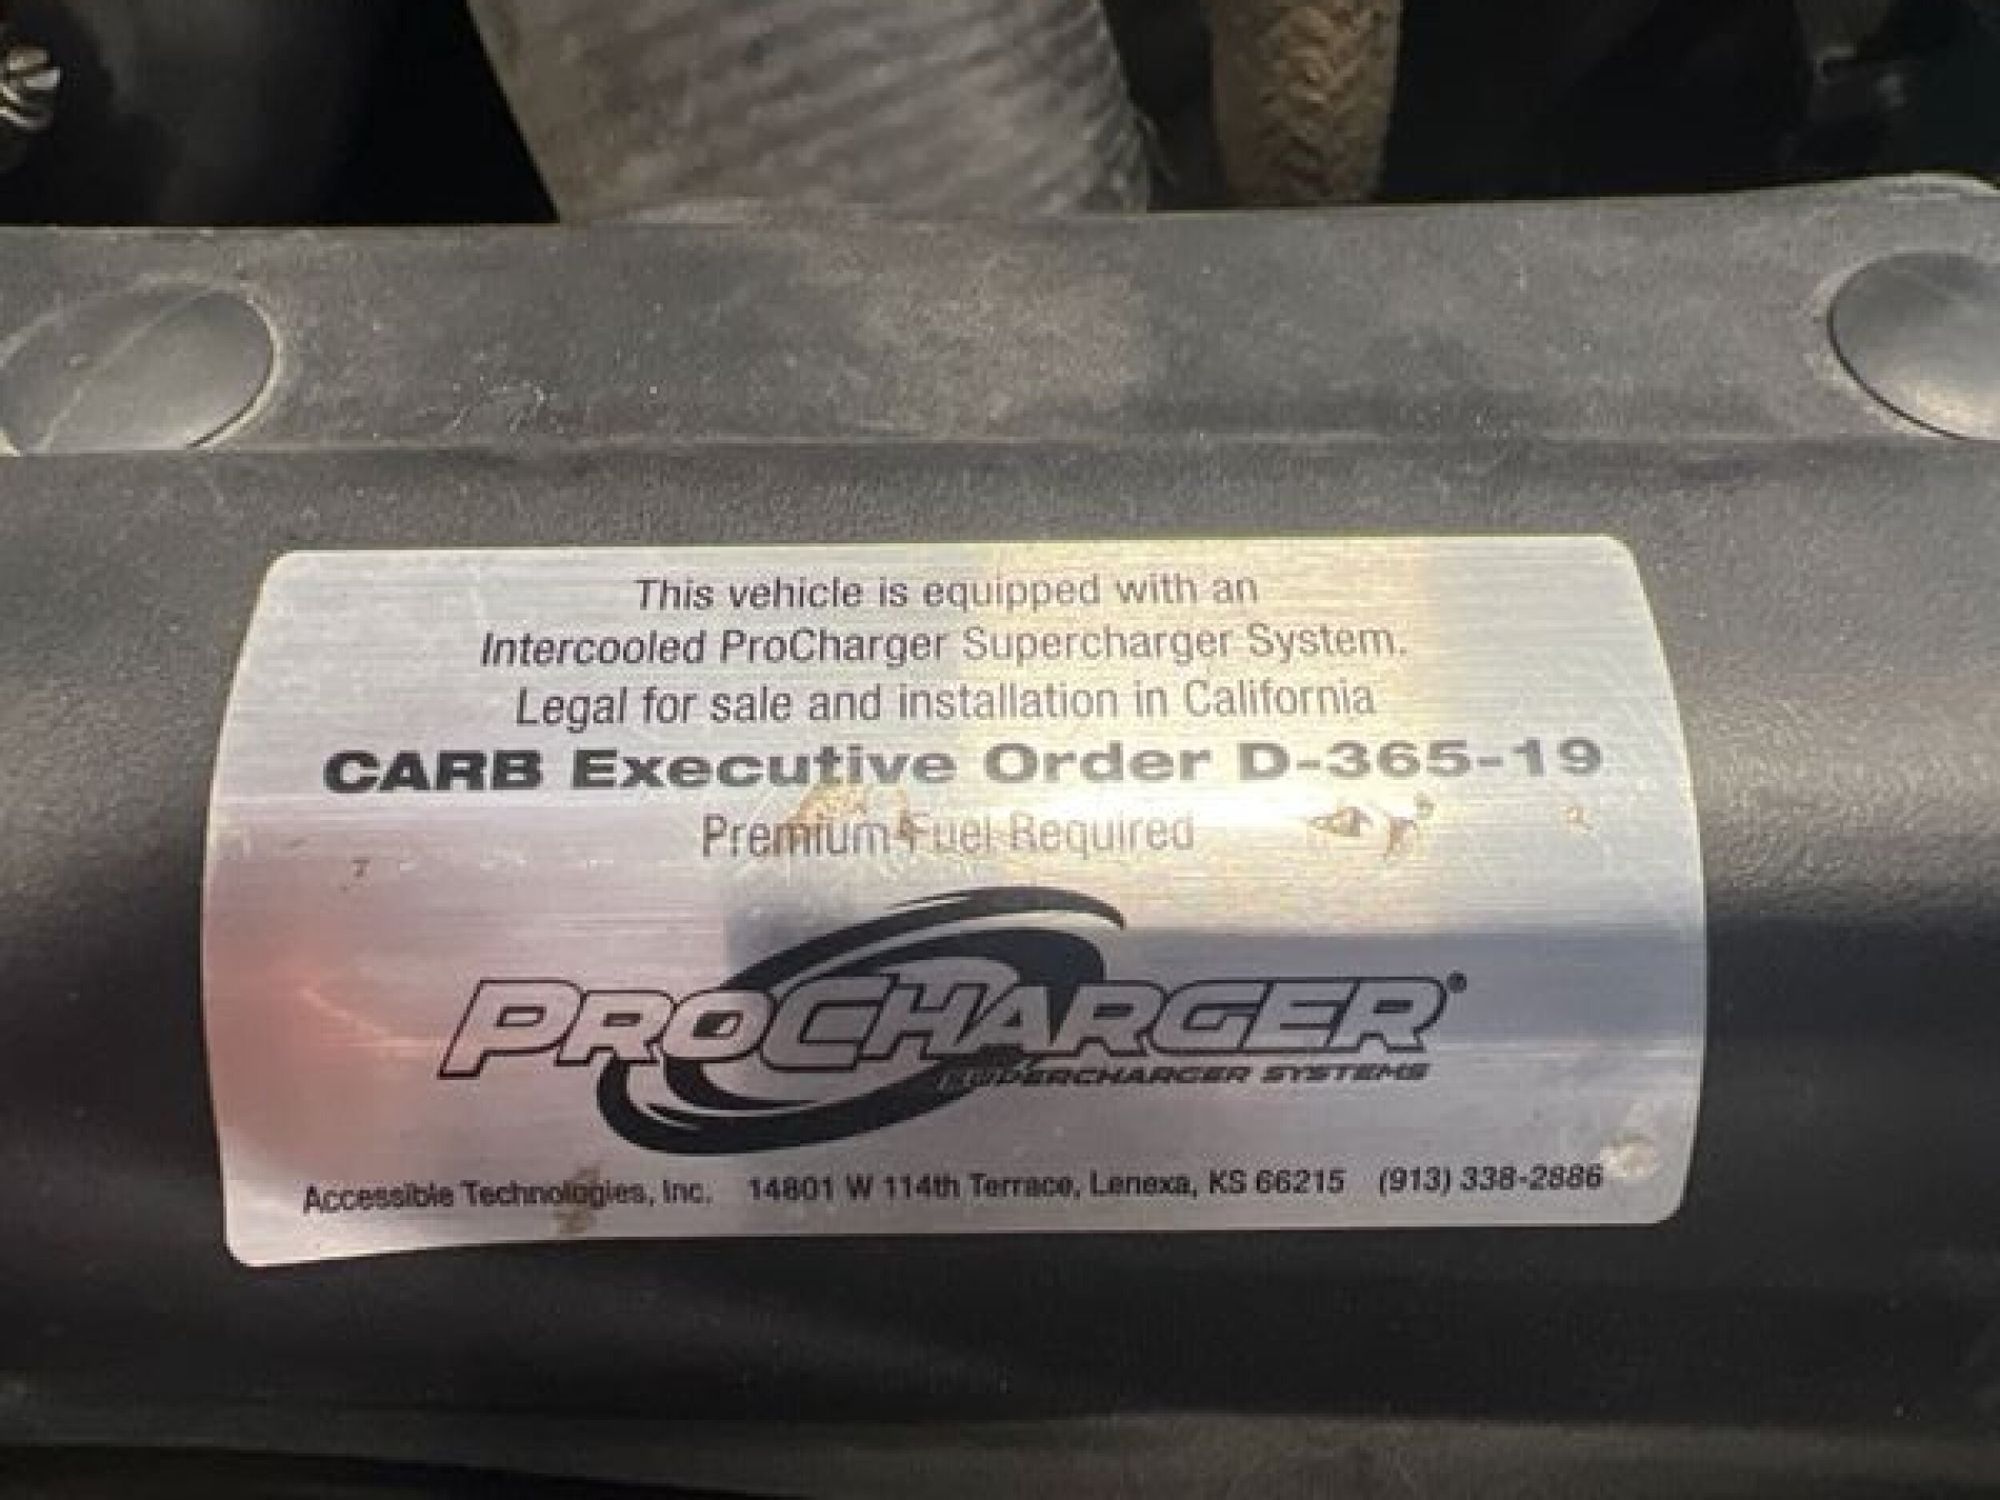 This vehicle is equipped with an
Intercooled ProCharger Supercharger System.
Legal for sale and installation in California
CARB Executive Order D-365-19
Premium Fuel Required
PROCHARGER®
SUPERCHARGER SYSTEMS
Accessible Technologies, Inc. 14801 W 114th Terrace, Lenexa, KS 66215 (913) 338-2886